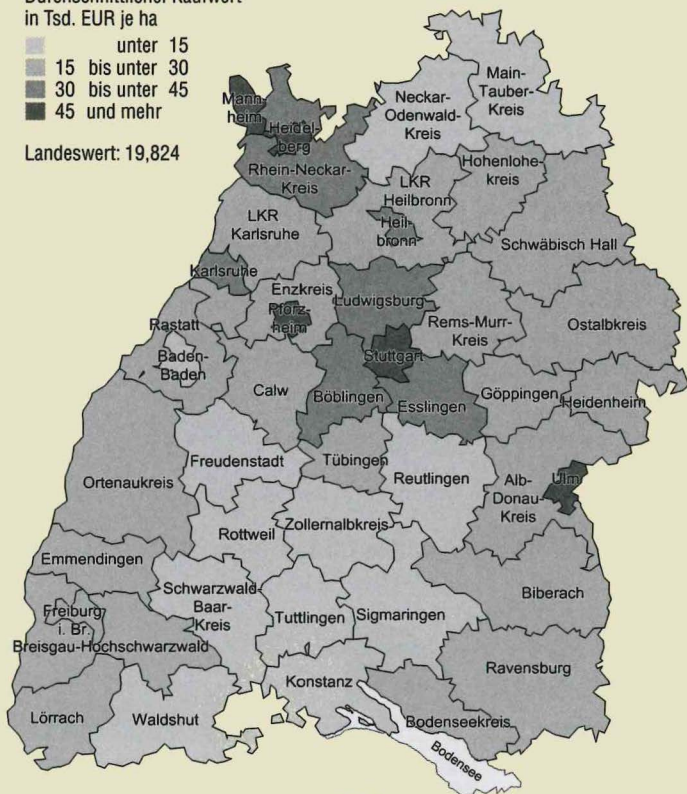 Durchschnittlicher Kaufwert
in Tsd. EUR je ha
unter 15
15 bis unter 30
30 bis unter 45
45 und mehr
Landeswert: 19,824
Main-
Tauber-
Kreis
Neckar-
Odenwald-
Kreis
Mann
heim
Heidel-
berg
Rhein-Neckar-
Kreis
Hohenlohe-
kreis
LKR
Heilbronn
Heil-
bronn
LKR
Karlsruhe
Schwäbisch Hall
Karlsruhe
Enzkreis
Pforz-
heim
Ludwigsburg
Rems-Murr-
Kreis
Ostalbkreis
Rastatt
Baden-
Baden
Stuttgart
Calw
Böblingen
Esslingen
Göppingen
Heidenheim
Freudenstadt
Tübingen
Reutlingen
Ortenaukreis
Alb-
Donau-
Kreis
Ulm
Rottweil
Zollernalbkreis
Emmendingen
Schwarzwald-
Baar-
Kreis
Biberach
Freiburg
i. Br.
Tuttlingen
Sigmaringen
Breisgau-Hochschwarzwald
Konstanz
Ravensburg
Lörrach
Waldshut
Bodenseekreis
Bodensee